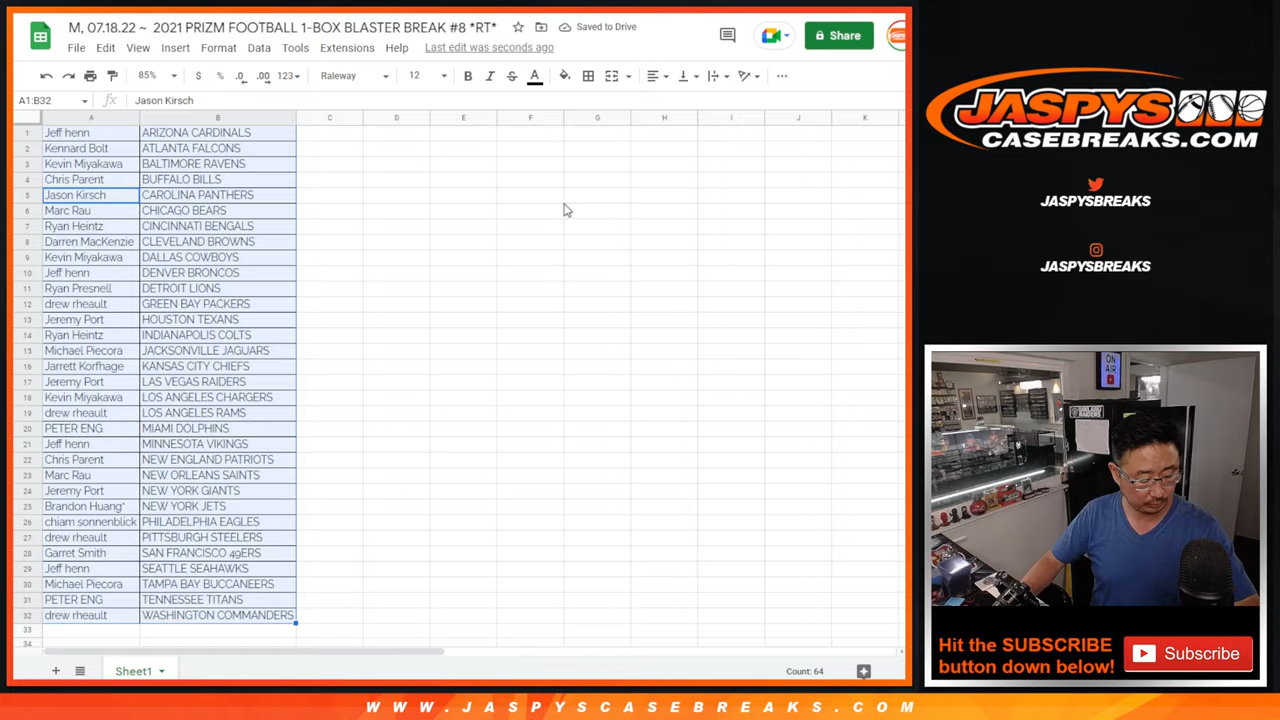 M, 07.18.22 ~ 2021 PRIZM FOOTBALL 1-BOX BLASTER BREAK #8 *RT*
Saved to Drive
Share
File Edit View Insert Format Data Tools Extensions Help Last edit was seconds ago
85% $ % .0 .00 123 Raleway 12 B I S A
A1:B32 fx Jason Kirsch
A B C D E F G H I J K
1 Jeff henn ARIZONA CARDINALS
2 Kennard Bolt ATLANTA FALCONS
3 Kevin Miyakawa BALTIMORE RAVENS
4 Chris Parent BUFFALO BILLS
5 Jason Kirsch CAROLINA PANTHERS
6 Marc Rau CHICAGO BEARS
7 Ryan Heintz CINCINNATI BENGALS
8 Darren MacKenzie CLEVELAND BROWNS
9 Kevin Miyakawa DALLAS COWBOYS
10 Jeff henn DENVER BRONCOS
11 Ryan Presnell DETROIT LIONS
12 drew rheault GREEN BAY PACKERS
13 Jeremy Port HOUSTON TEXANS
14 Ryan Heintz INDIANAPOLIS COLTS
15 Michael Piecora JACKSONVILLE JAGUARS
16 Jarrett Korfhage KANSAS CITY CHIEFS
17 Jeremy Port LAS VEGAS RAIDERS
18 Kevin Miyakawa LOS ANGELES CHARGERS
19 drew rheault LOS ANGELES RAMS
20 PETER ENG MIAMI DOLPHINS
21 Jeff henn MINNESOTA VIKINGS
22 Chris Parent NEW ENGLAND PATRIOTS
23 Marc Rau NEW ORLEANS SAINTS
24 Jeremy Port NEW YORK GIANTS
25 Brandon Huang* NEW YORK JETS
26 chiam sonnenblick PHILADELPHIA EAGLES
27 drew rheault PITTSBURGH STEELERS
28 Garret Smith SAN FRANCISCO 49ERS
29 Jeff henn SEATTLE SEAHAWKS
30 Michael Piecora TAMPA BAY BUCCANEERS
31 PETER ENG TENNESSEE TITANS
32 drew rheault WASHINGTON COMMANDERS
33
34
Sheet1 Count: 64
JASPYS
CASEBREAKS.COM
JASPYSBREAKS
JASPYSBREAKS
ON
AIR
Hit the SUBSCRIBE
button down below!
Subscribe
WWW.JASPYSCASEBREAKS.COM